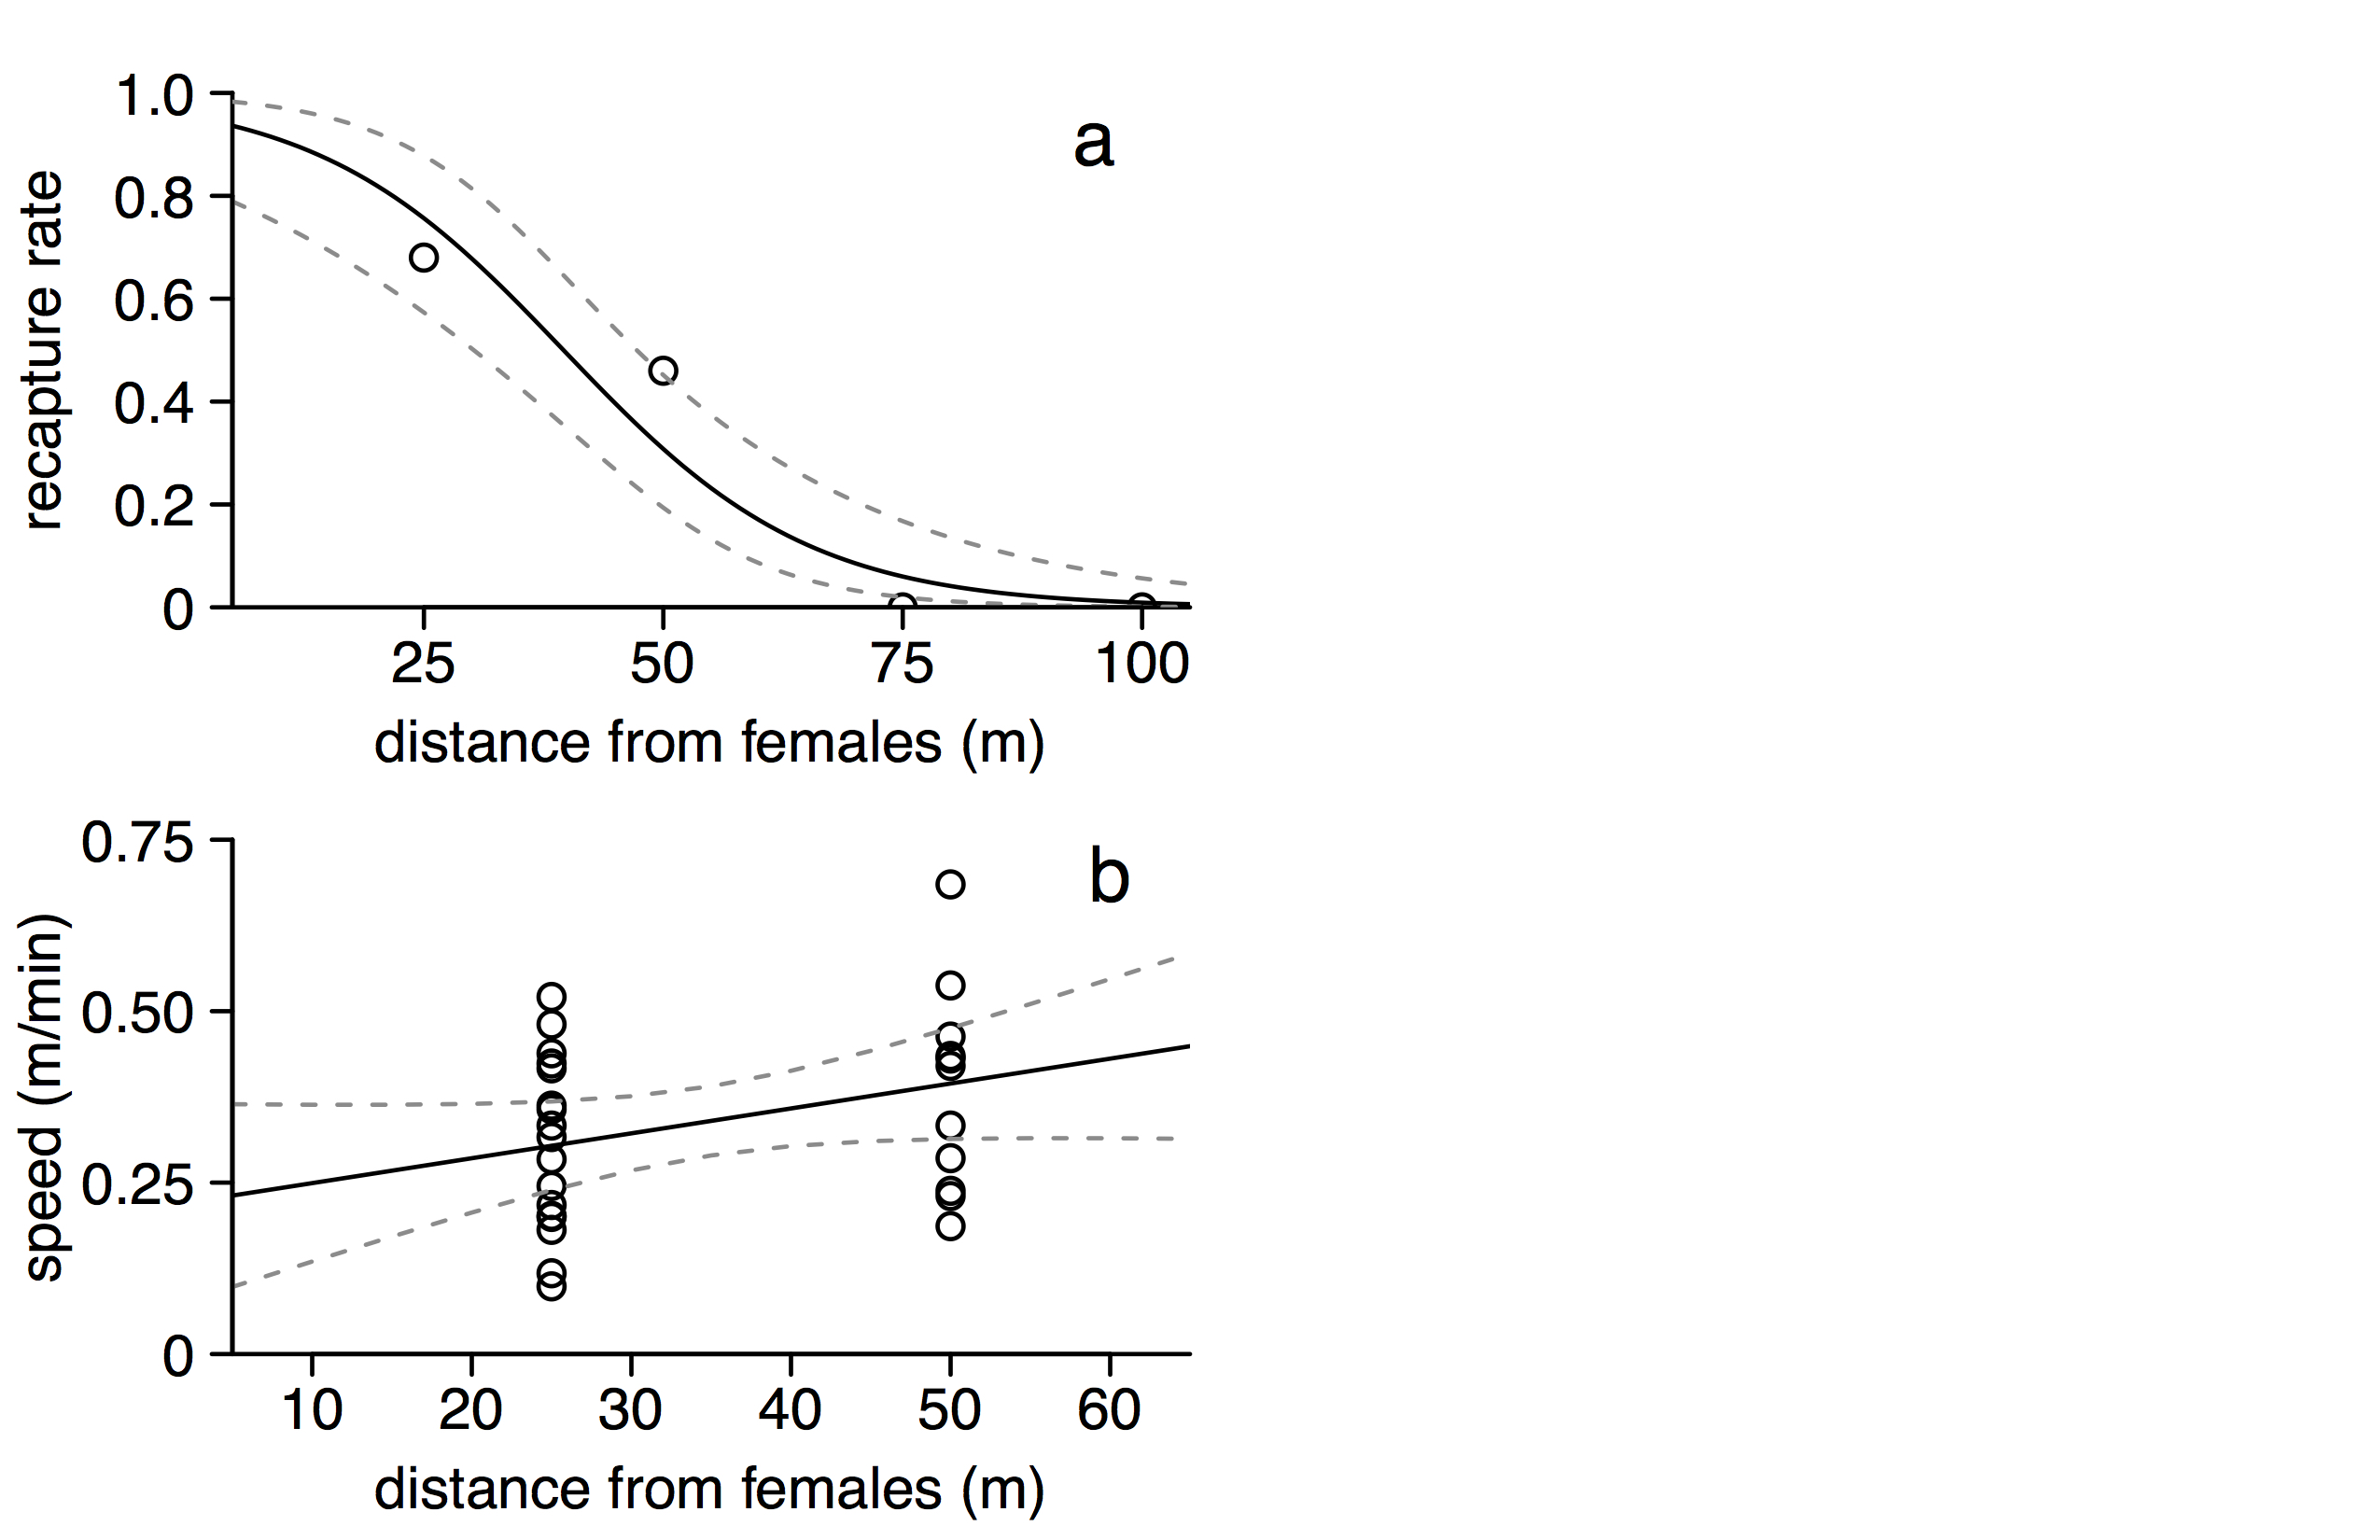 a
recapture rate
1.0
0.8
0.6
0.4
0.2
0
25 50 75 100
distance from females (m)
b
speed (m/min)
0.75
0.50
0.25
0
10 20 30 40 50 60
distance from females (m)